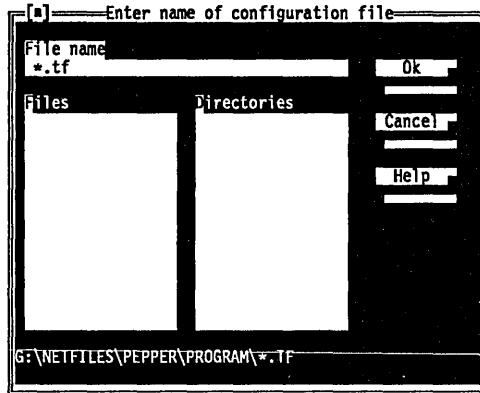 [■]Enter name of configuration file
File name
*.tf
Ok
Files
Directories
Cancel
Help
G:\NETFILES\PEPPER\PROGRAM\*.TF